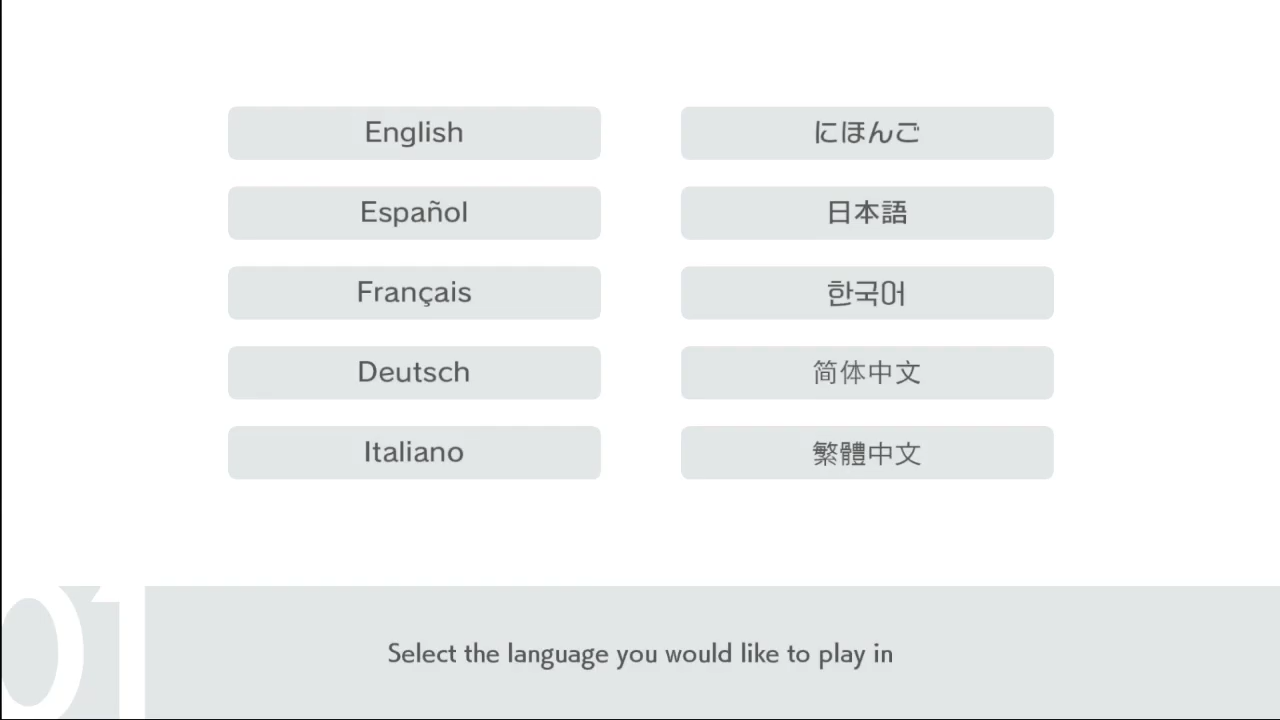 English
Español
Français
Deutsch
Italiano
にほんご
日本語
한국어
简体中文
繁體中文
01
Select the language you would like to play in